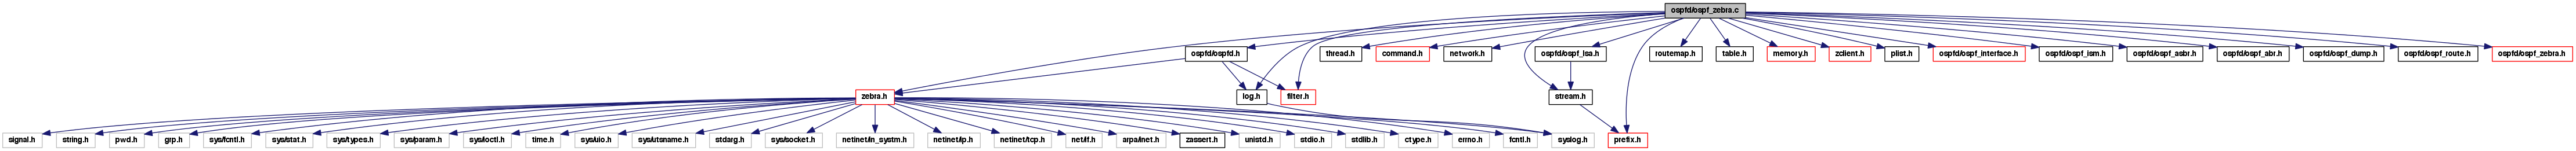 ospfd/ospf_zebra.c
ospfd/ospfd.h
thread.h
command.h
network.h
ospfd/ospf_lsa.h
routemap.h
table.h
memory.h
zclient.h
plist.h
ospfd/ospf_interface.h
ospfd/ospf_ism.h
ospfd/ospf_asbr.h
ospfd/ospf_abr.h
ospfd/ospf_dump.h
ospfd/ospf_route.h
ospfd/ospf_zebra.h
zebra.h
log.h
filter.h
stream.h
signal.h
string.h
pwd.h
grp.h
sys/fcntl.h
sys/stat.h
sys/types.h
sys/param.h
sys/ioctl.h
time.h
sys/uio.h
sys/utsname.h
stdarg.h
sys/socket.h
netinet/in_systm.h
netinet/ip.h
netinet/tcp.h
net/if.h
arpa/inet.h
zassert.h
unistd.h
stdio.h
stdlib.h
ctype.h
errno.h
fcntl.h
syslog.h
prefix.h